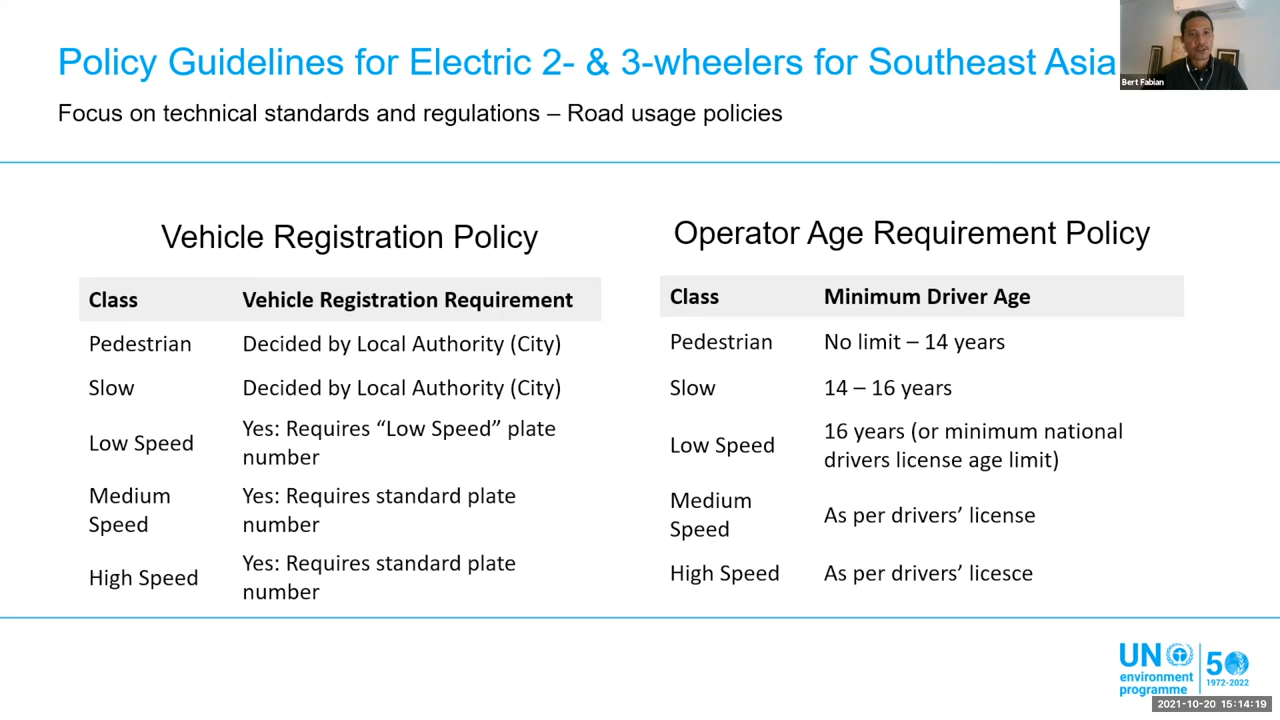 Policy Guidelines for Electric 2- & 3-wheelers for Southeast Asia
Bert Fabian
Focus on technical standards and regulations – Road usage policies
Vehicle Registration Policy
Class Vehicle Registration Requirement
Pedestrian Decided by Local Authority (City)
Slow Decided by Local Authority (City)
Low Speed Yes: Requires “Low Speed” plate
number
Medium Speed Yes: Requires standard plate
number
High Speed Yes: Requires standard plate
number
Operator Age Requirement Policy
Class Minimum Driver Age
Pedestrian No limit – 14 years
Slow 14 – 16 years
Low Speed 16 years (or minimum national
drivers license age limit)
Medium
Speed As per drivers’ license
High Speed As per drivers’ licesce
UN
environment
programme
50
1972-2022
2021-10-20 15:14:19